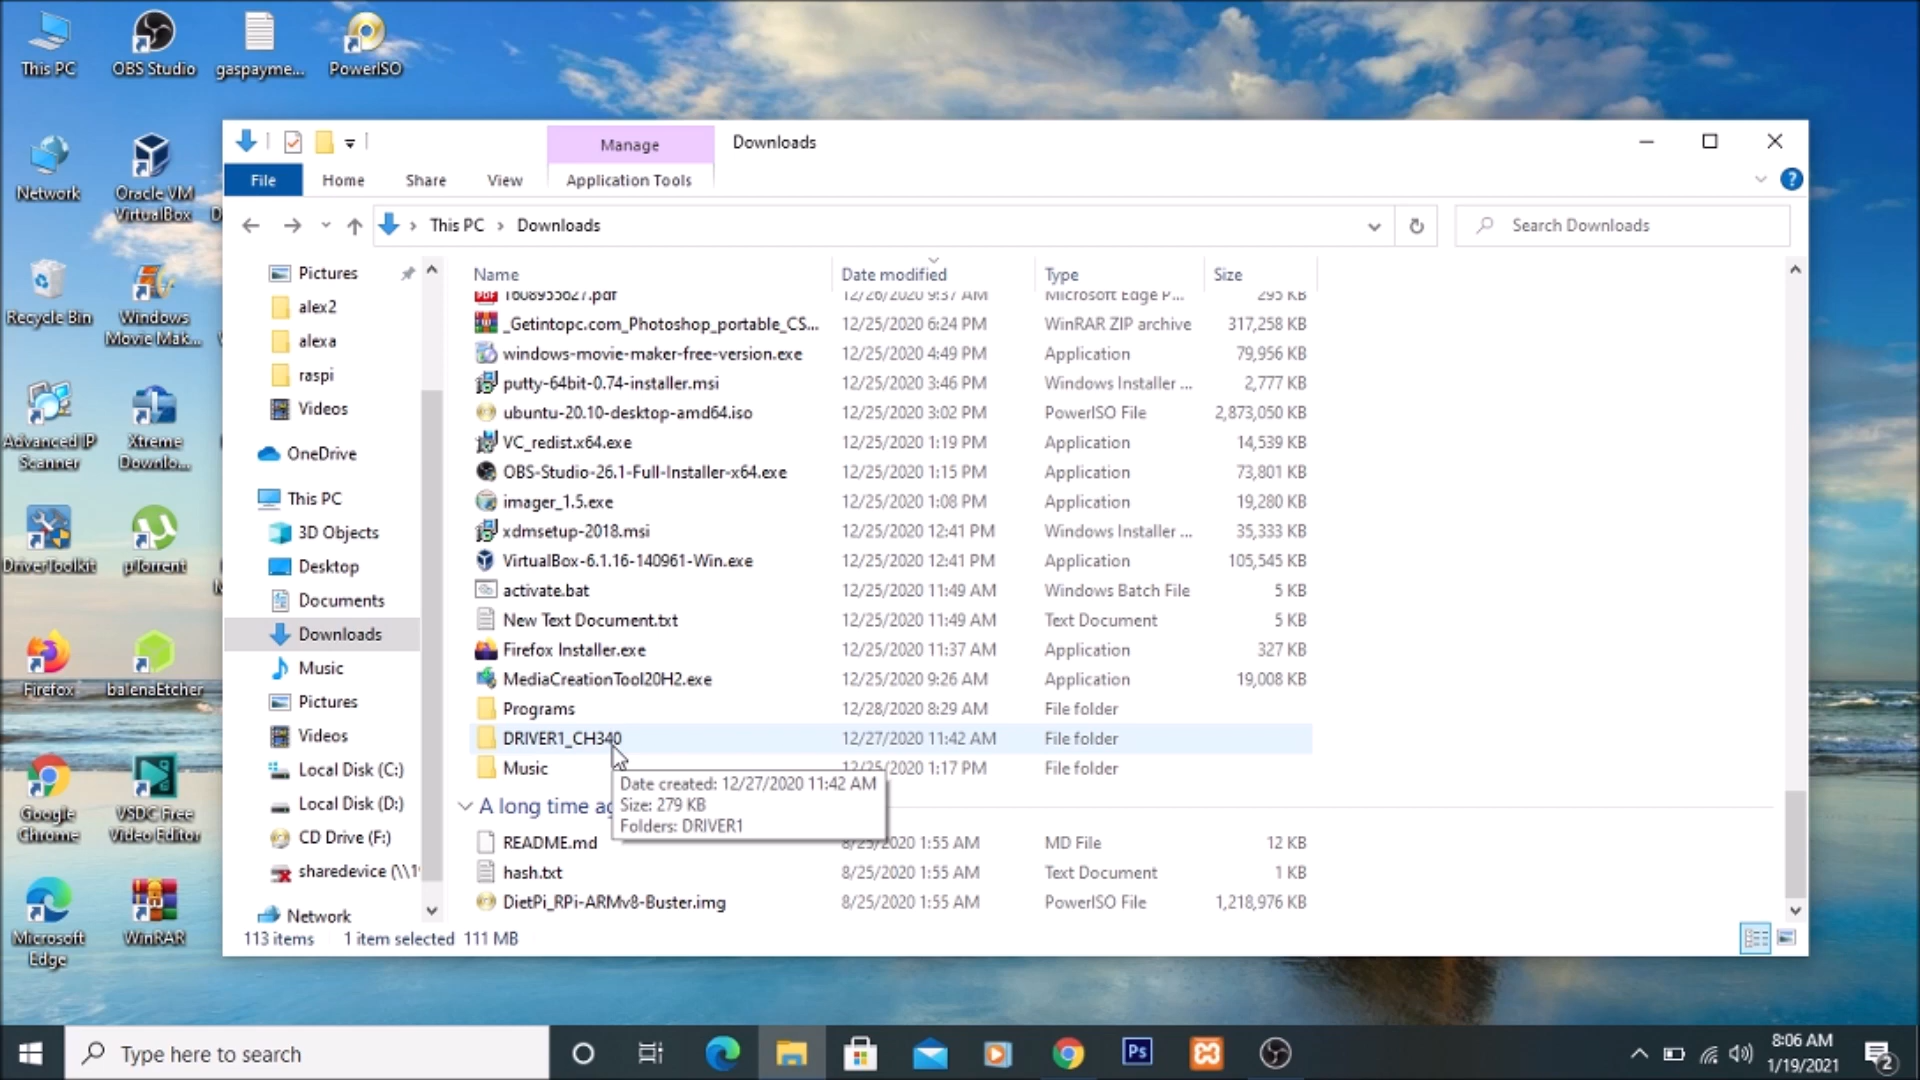 This PC
OBS Studio
gaspayme...
PowerISO
Network
Oracle VM
VirtualBox
Recycle Bin
Windows
Movie Mak...
Advanced IP
Scanner
Xtreme
Downlo...
DriverToolkit
µTorrent
Firefox
balenaEtcher
Google
Chrome
VSDC Free
Video Editor
Microsoft
Edge
WinRAR
Manage
Downloads
File
Home
Share
View
Application Tools
This PC
Downloads
Search Downloads
Pictures
alex2
alexa
raspi
Videos
OneDrive
This PC
3D Objects
Desktop
Documents
Downloads
Music
Pictures
Videos
Local Disk (C:)
Local Disk (D:)
CD Drive (F:)
sharedevice (\\1
Network
Name Date modified Type Size
1608955627.pdf 12/26/2020 9:37 AM Microsoft Edge P... 295 KB
_Getintopc.com_Photoshop_portable_CS... 12/25/2020 6:24 PM WinRAR ZIP archive 317,258 KB
windows-movie-maker-free-version.exe 12/25/2020 4:49 PM Application 79,956 KB
putty-64bit-0.74-installer.msi 12/25/2020 3:46 PM Windows Installer ... 2,777 KB
ubuntu-20.10-desktop-amd64.iso 12/25/2020 3:02 PM PowerISO File 2,873,050 KB
VC_redist.x64.exe 12/25/2020 1:19 PM Application 14,539 KB
OBS-Studio-26.1-Full-Installer-x64.exe 12/25/2020 1:15 PM Application 73,801 KB
imager_1.5.exe 12/25/2020 1:08 PM Application 19,280 KB
xdmsetup-2018.msi 12/25/2020 12:41 PM Windows Installer ... 35,333 KB
VirtualBox-6.1.16-140961-Win.exe 12/25/2020 12:41 PM Application 105,545 KB
activate.bat 12/25/2020 11:49 AM Windows Batch File 5 KB
New Text Document.txt 12/25/2020 11:49 AM Text Document 5 KB
Firefox Installer.exe 12/25/2020 11:37 AM Application 327 KB
MediaCreationTool20H2.exe 12/25/2020 9:26 AM Application 19,008 KB
Programs 12/28/2020 8:29 AM File folder
DRIVER1_CH340 12/27/2020 11:42 AM File folder
Music 12/25/2020 1:17 PM File folder
Date created: 12/27/2020 11:42 AM
Size: 279 KB
Folders: DRIVER1
A long time ag
README.md 8/25/2020 1:55 AM MD File 12 KB
hash.txt 8/25/2020 1:55 AM Text Document 1 KB
DietPi_RPi-ARMv8-Buster.img 8/25/2020 1:55 AM PowerISO File 1,218,976 KB
113 items 1 item selected 111 MB
Type here to search
Ps
8:06 AM
1/19/2021
2